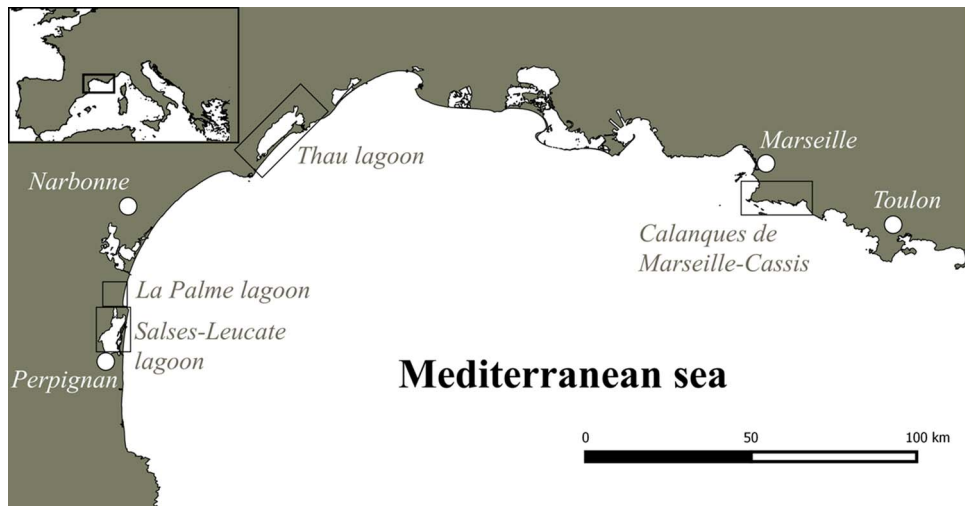 Marseille
Thau lagoon
Narbonne
Toulon
Calanques de
Marseille-Cassis
La Palme lagoon
Salses-Leucate
lagoon
Perpignan
Mediterranean sea
0 50 100 km